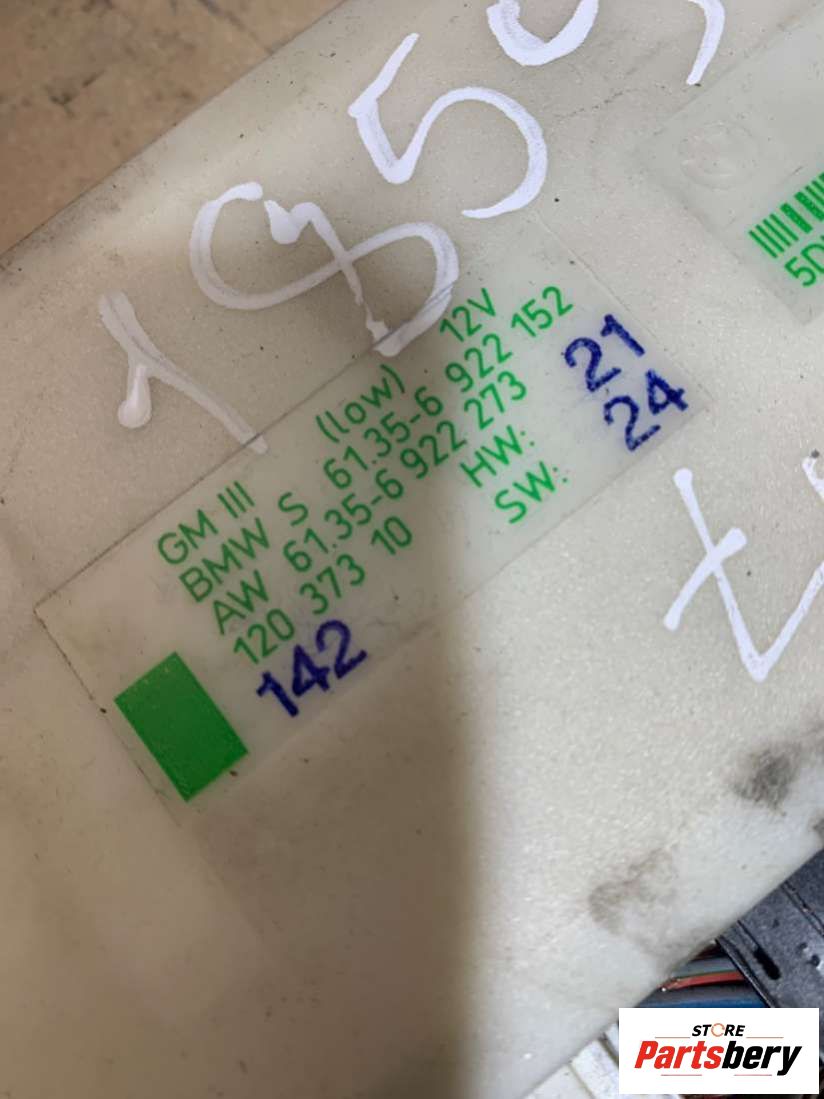 1859
GM III (low) 12V
BMW S 61.35-6 922 152
AW 61.35-6 922 273
120 373 10 HW: 21
142 SW: 24
STORE
Partsbery